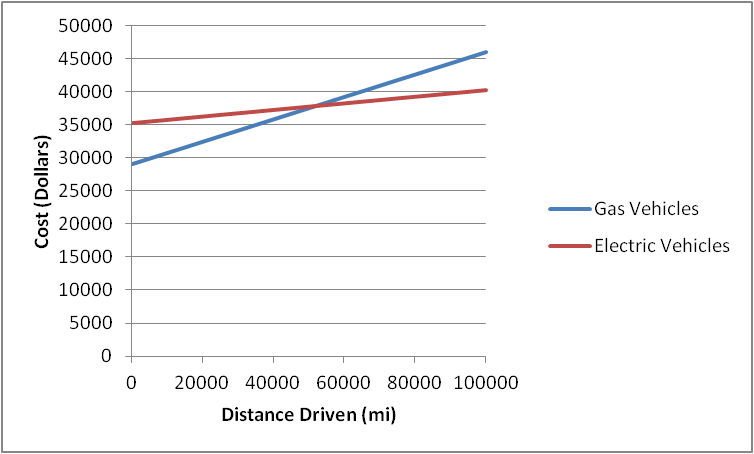 50000
45000
40000
35000
30000
25000
20000
15000
10000
5000
0
Cost (Dollars)
0 20000 40000 60000 80000 100000
Distance Driven (mi)
Gas Vehicles
Electric Vehicles